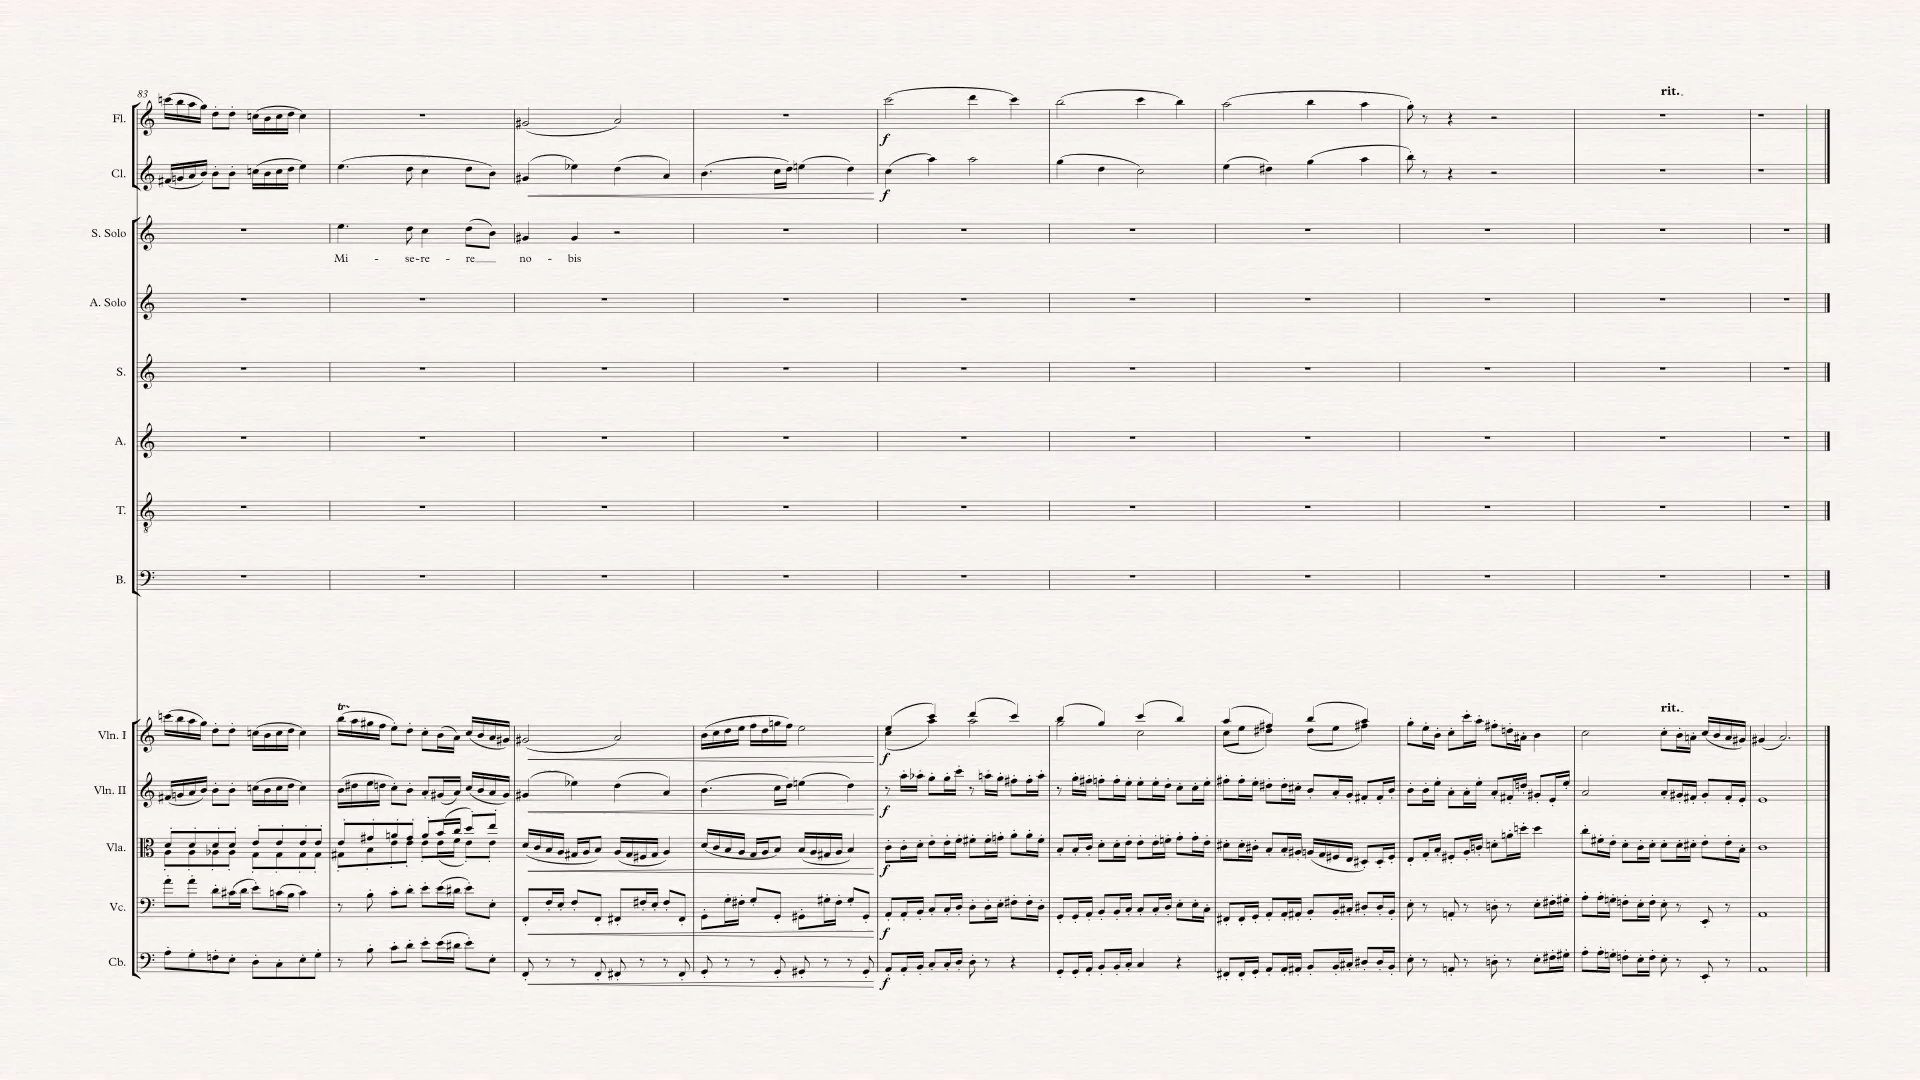 83
rit.
Fl.
f
Cl.
f
S. Solo
Mi - se-re - re no - bis
A. Solo
S.
A.
T.
B.
rit.
tr
Vln. I
f
Vln. II
f
Vla.
f
Vc.
f
Cb.
f